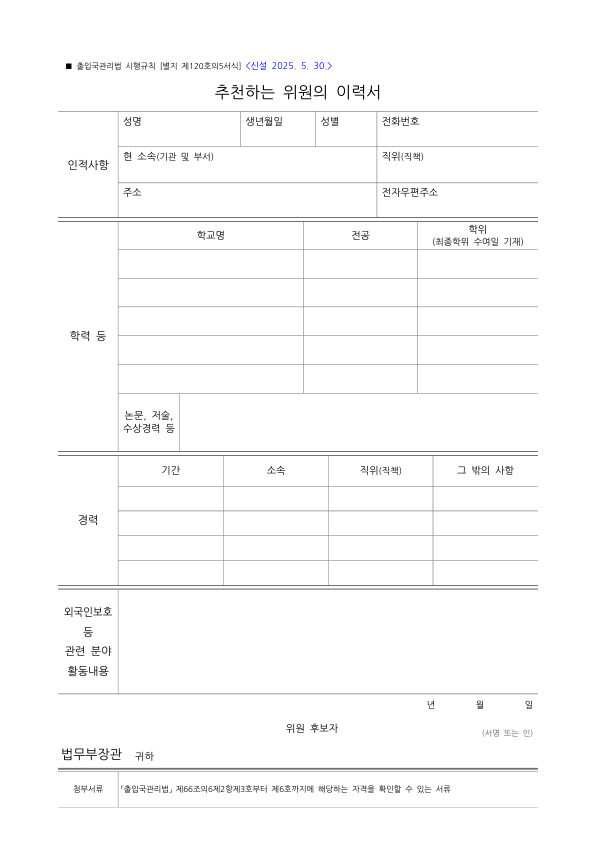 ■ 출입국관리법 시행규칙 [별지 제120호의5서식] <신설 2025. 5. 30.>
추천하는 위원의 이력서
인적사항
성명
생년월일
성별
전화번호
현 소속(기관 및 부서)
직위(직책)
주소
전자우편주소
학력 등
학교명
전공
학위
(최종학위 수여일 기재)
논문, 저술,
수상경력 등
경력
기간
소속
직위(직책)
그 밖의 사항
외국인보호
등
관련 분야
활동내용
년 월 일
위원 후보자
(서명 또는 인)
법무부장관 귀하
첨부서류
「출입국관리법」 제66조의6제2항제3호부터 제6호까지에 해당하는 자격을 확인할 수 있는 서류